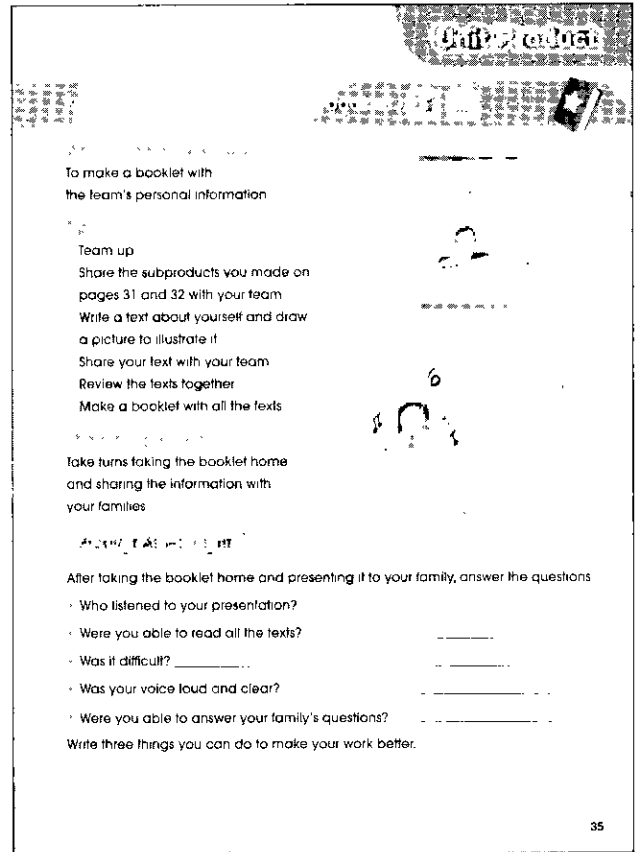 To make a booklet with
the team's personal information
Team up
Share the subproducts you made on
pages 31 and 32 with your team
Write a text about yourself and draw
a picture to illustrate it
Share your text with your team
Review the texts together
Make a booklet with all the texts
Take turns taking the booklet home
and sharing the information with
your families
After taking the booklet home and presenting it to your family, answer the questions
Who listened to your presentation?
Were you able to read all the texts?
Was it difficult?
Was your voice loud and clear?
Were you able to answer your family's questions?
Write three things you can do to make your work better.
35